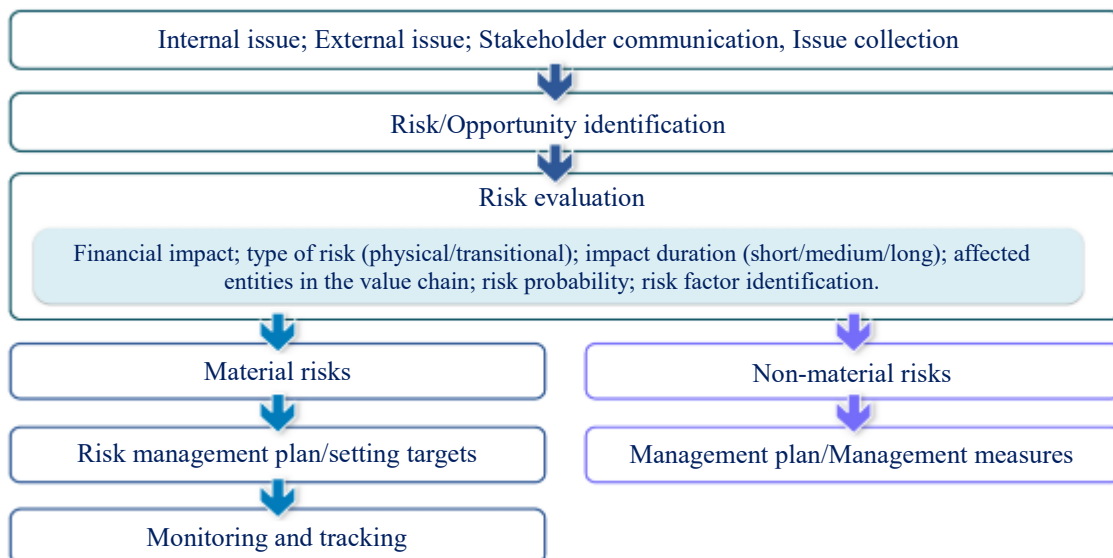 Internal issue; External issue; Stakeholder communication, Issue collection
Risk/Opportunity identification
Risk evaluation
Financial impact; type of risk (physical/transitional); impact duration (short/medium/long); affected
entities in the value chain; risk probability; risk factor identification.
Material risks
Non-material risks
Risk management plan/setting targets
Management plan/Management measures
Monitoring and tracking